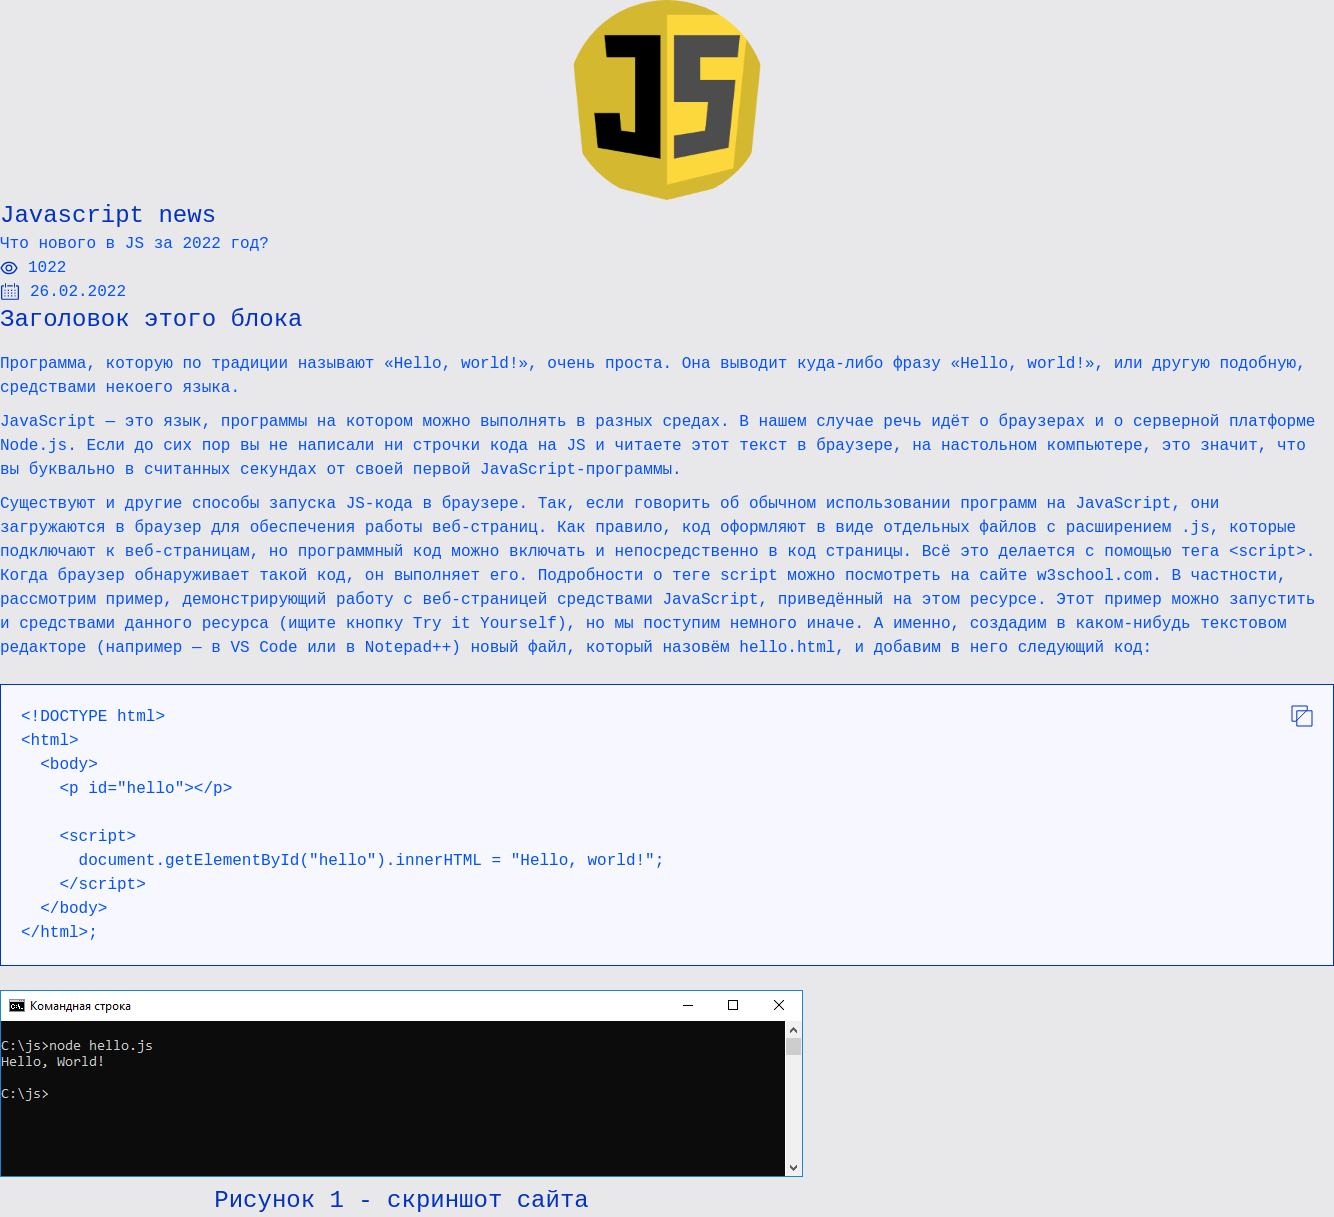 JS
Javascript news
Что нового в JS за 2022 год?
1022
26.02.2022
Заголовок этого блока
Программа, которую по традиции называют «Hello, world!», очень проста. Она выводит куда-либо фразу «Hello, world!», или другую подобную,
средствами некоего языка.
JavaScript — это язык, программы на котором можно выполнять в разных средах. В нашем случае речь идёт о браузерах и о серверной платформе
Node.js. Если до сих пор вы не написали ни строчки кода на JS и читаете этот текст в браузере, на настольном компьютере, это значит, что
вы буквально в считанных секундах от своей первой JavaScript-программы.
Существуют и другие способы запуска JS-кода в браузере. Так, если говорить об обычном использовании программ на JavaScript, они
загружаются в браузер для обеспечения работы веб-страниц. Как правило, код оформляют в виде отдельных файлов с расширением .js, которые
подключают к веб-страницам, но программный код можно включать и непосредственно в код страницы. Всё это делается с помощью тега <script>.
Когда браузер обнаруживает такой код, он выполняет его. Подробности о теге script можно посмотреть на сайте w3school.com. В частности,
рассмотрим пример, демонстрирующий работу с веб-страницей средствами JavaScript, приведённый на этом ресурсе. Этот пример можно запустить
и средствами данного ресурса (ищите кнопку Try it Yourself), но мы поступим немного иначе. А именно, создадим в каком-нибудь текстовом
редакторе (например — в VS Code или в Notepad++) новый файл, который назовём hello.html, и добавим в него следующий код:
<!DOCTYPE html>
<html>
  <body>
    <p id="hello"></p>
    <script>
      document.getElementById("hello").innerHTML = "Hello, world!";
    </script>
  </body>
</html>;
Командная строка
C:\js>node hello.js
Hello, World!
C:\js>
Рисунок 1 - скриншот сайта